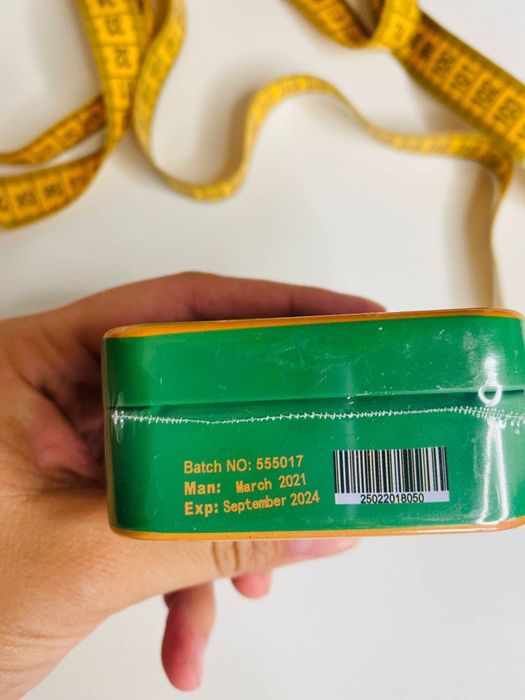 Batch NO: 555017
Man: March 2021
Exp: September 2024
25022018050